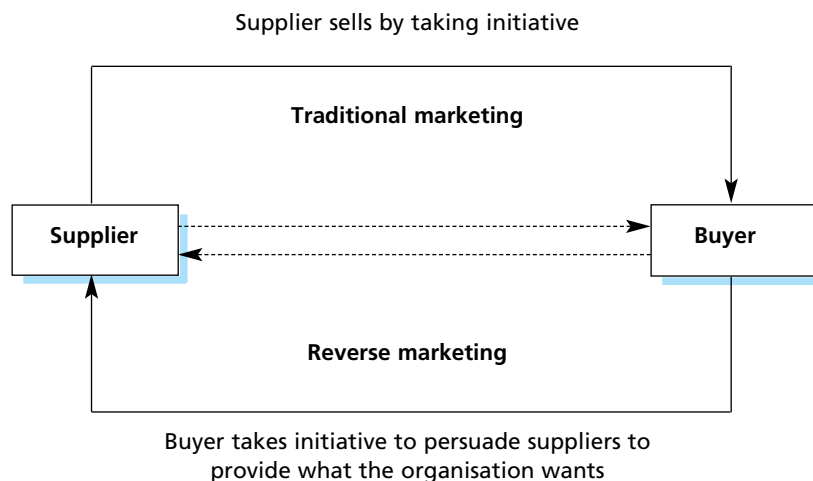 Supplier sells by taking initiative
Traditional marketing
Supplier
Buyer
Reverse marketing
Buyer takes initiative to persuade suppliers to
provide what the organisation wants